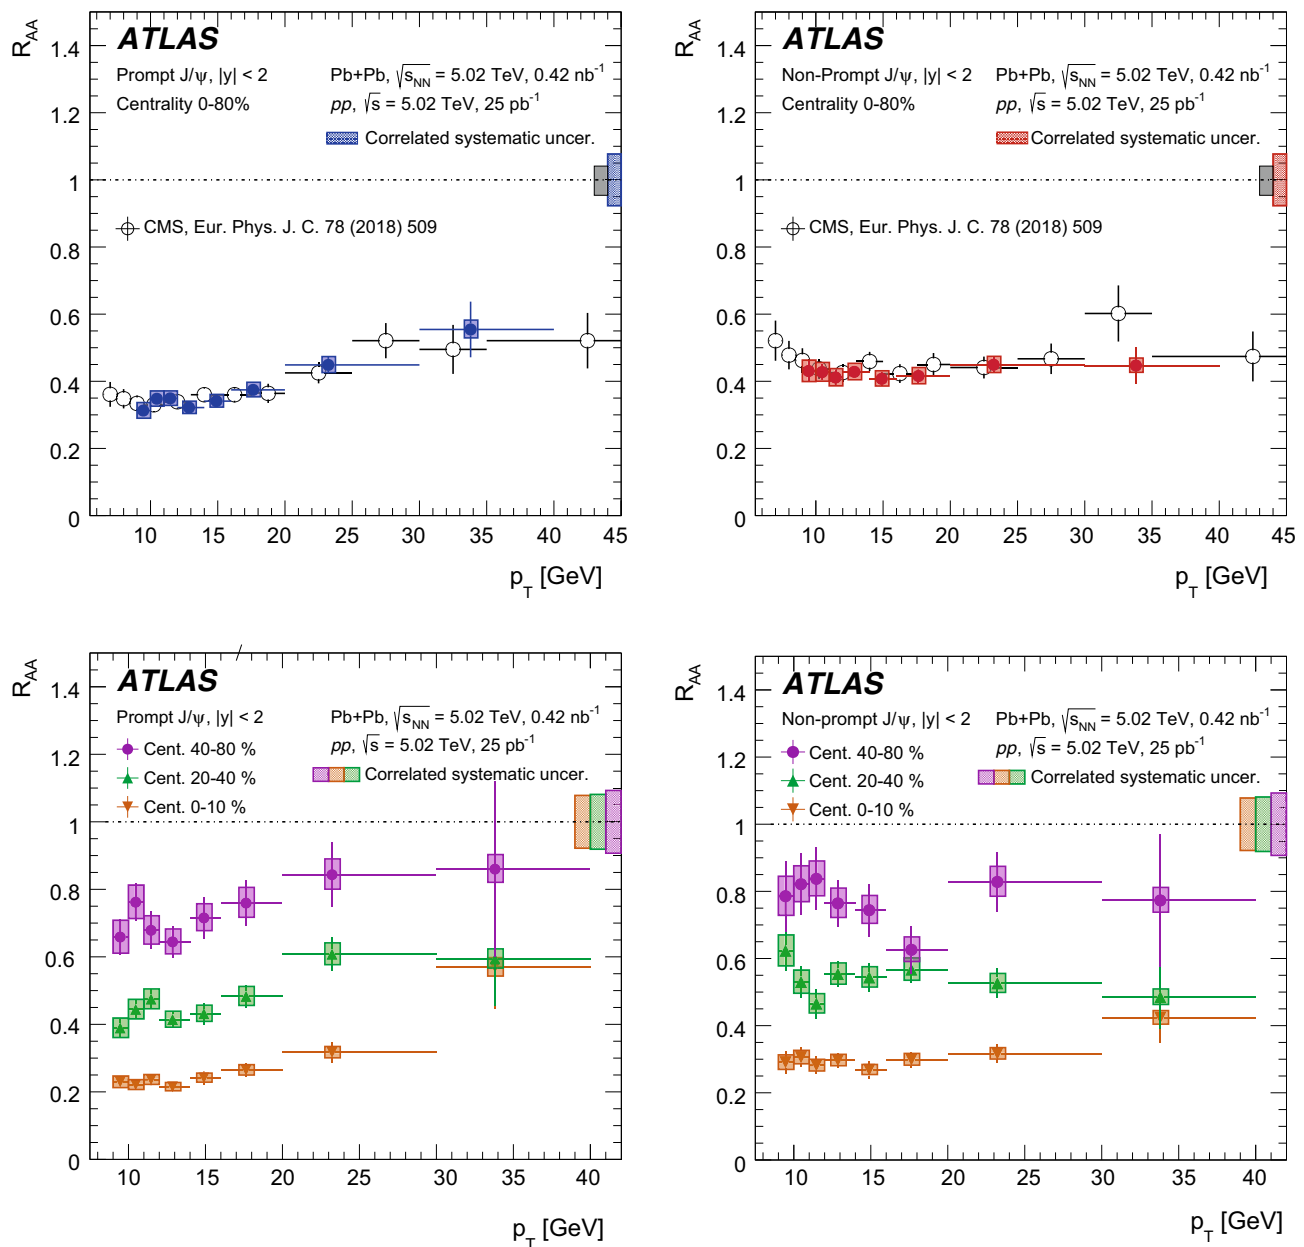 R_AA
1.4
1.2
1
0.8
0.6
0.4
0.2
0
ATLAS
Prompt J/ψ, |y| < 2
Centrality 0-80%
Pb+Pb, √s_NN = 5.02 TeV, 0.42 nb⁻¹
pp, √s = 5.02 TeV, 25 pb⁻¹
Correlated systematic uncer.
CMS, Eur. Phys. J. C. 78 (2018) 509
10 15 20 25 30 35 40 45
p_T [GeV]
R_AA
1.4
1.2
1
0.8
0.6
0.4
0.2
0
ATLAS
Non-Prompt J/ψ, |y| < 2
Centrality 0-80%
Pb+Pb, √s_NN = 5.02 TeV, 0.42 nb⁻¹
pp, √s = 5.02 TeV, 25 pb⁻¹
Correlated systematic uncer.
CMS, Eur. Phys. J. C. 78 (2018) 509
10 15 20 25 30 35 40 45
p_T [GeV]
R_AA
1.4
1.2
1
0.8
0.6
0.4
0.2
0
ATLAS
Prompt J/ψ, |y| < 2
Cent. 40-80 %
Cent. 20-40 %
Cent. 0-10 %
Pb+Pb, √s_NN = 5.02 TeV, 0.42 nb⁻¹
pp, √s = 5.02 TeV, 25 pb⁻¹
Correlated systematic uncer.
10 15 20 25 30 35 40
p_T [GeV]
R_AA
1.4
1.2
1
0.8
0.6
0.4
0.2
0
ATLAS
Non-prompt J/ψ, |y| < 2
Cent. 40-80 %
Cent. 20-40 %
Cent. 0-10 %
Pb+Pb, √s_NN = 5.02 TeV, 0.42 nb⁻¹
pp, √s = 5.02 TeV, 25 pb⁻¹
Correlated systematic uncer.
10 15 20 25 30 35 40
p_T [GeV]